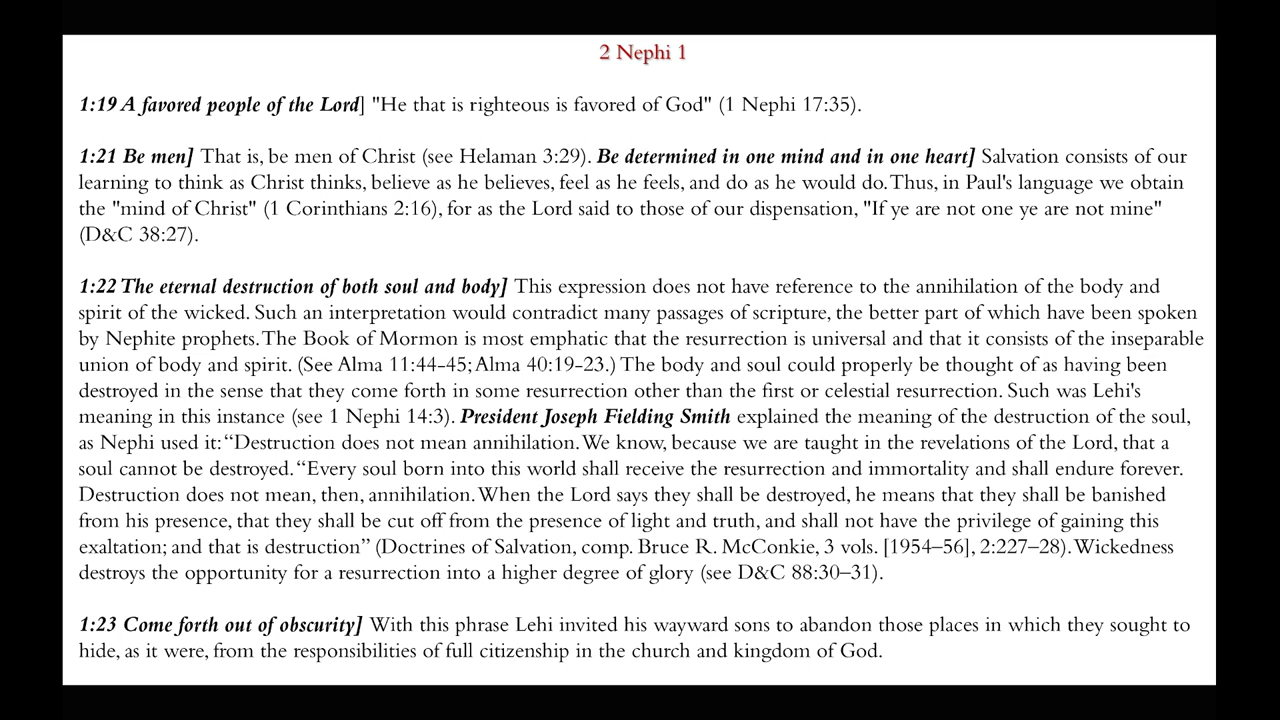 2 Nephi 1
1:19 A favored people of the Lord] "He that is righteous is favored of God" (1 Nephi 17:35).
1:21 Be men] That is, be men of Christ (see Helaman 3:29). Be determined in one mind and in one heart] Salvation consists of our
learning to think as Christ thinks, believe as he believes, feel as he feels, and do as he would do. Thus, in Paul's language we obtain
the "mind of Christ" (1 Corinthians 2:16), for as the Lord said to those of our dispensation, "If ye are not one ye are not mine"
(D&C 38:27).
1:22 The eternal destruction of both soul and body] This expression does not have reference to the annihilation of the body and
spirit of the wicked. Such an interpretation would contradict many passages of scripture, the better part of which have been spoken
by Nephite prophets. The Book of Mormon is most emphatic that the resurrection is universal and that it consists of the inseparable
union of body and spirit. (See Alma 11:44-45; Alma 40:19-23.) The body and soul could properly be thought of as having been
destroyed in the sense that they come forth in some resurrection other than the first or celestial resurrection. Such was Lehi's
meaning in this instance (see 1 Nephi 14:3). President Joseph Fielding Smith explained the meaning of the destruction of the soul,
as Nephi used it: “Destruction does not mean annihilation. We know, because we are taught in the revelations of the Lord, that a
soul cannot be destroyed. “Every soul born into this world shall receive the resurrection and immortality and shall endure forever.
Destruction does not mean, then, annihilation. When the Lord says they shall be destroyed, he means that they shall be banished
from his presence, that they shall be cut off from the presence of light and truth, and shall not have the privilege of gaining this
exaltation; and that is destruction” (Doctrines of Salvation, comp. Bruce R. McConkie, 3 vols. [1954–56], 2:227–28). Wickedness
destroys the opportunity for a resurrection into a higher degree of glory (see D&C 88:30–31).
1:23 Come forth out of obscurity] With this phrase Lehi invited his wayward sons to abandon those places in which they sought to
hide, as it were, from the responsibilities of full citizenship in the church and kingdom of God.